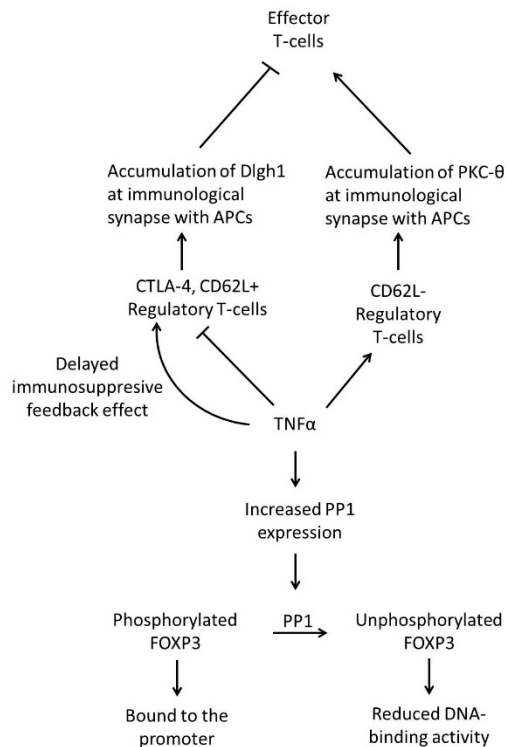 Effector
T-cells
Accumulation of Dlgh1
at immunological
synapse with APCs
Accumulation of PKC-θ
at immunological
synapse with APCs
CTLA-4, CD62L+
Regulatory T-cells
CD62L-
Regulatory
T-cells
Delayed
immunosuppresive
feedback effect
TNFα
Increased PP1
expression
Phosphorylated
FOXP3
PP1
Unphosphorylated
FOXP3
Bound to the
promoter
Reduced DNA-
binding activity